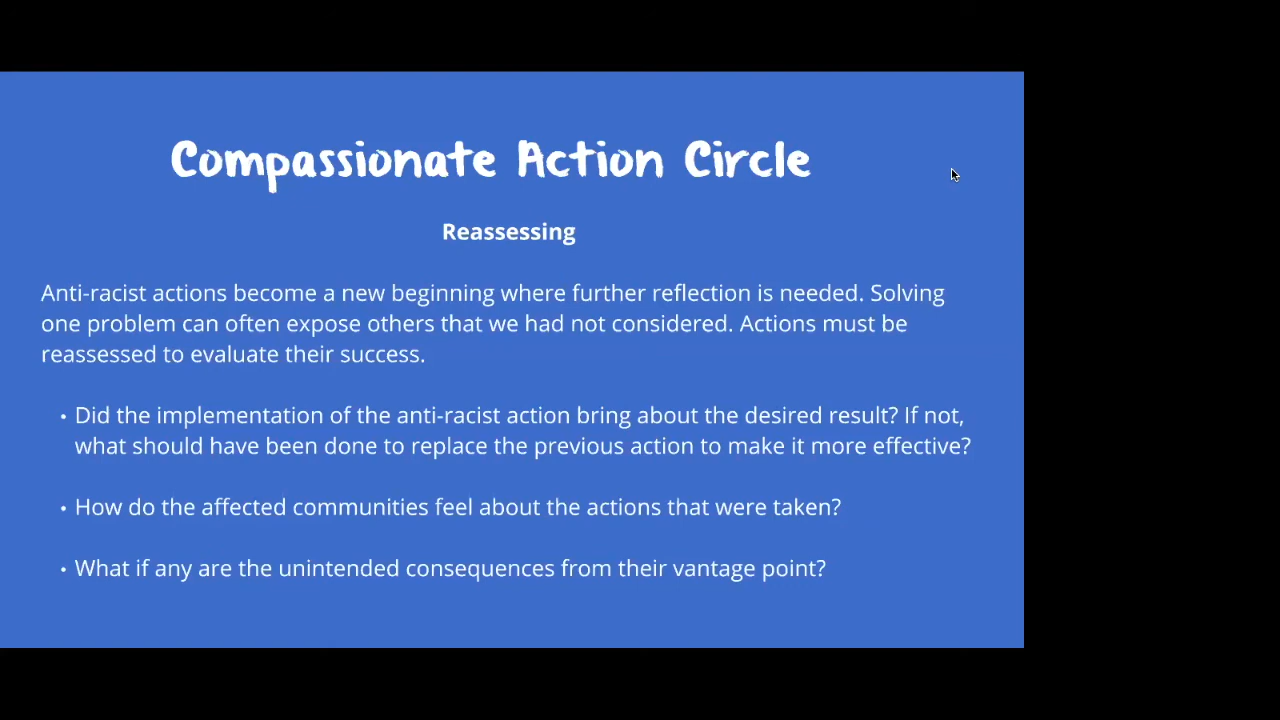 Compassionate Action Circle
Reassessing
Anti-racist actions become a new beginning where further reflection is needed. Solving
one problem can often expose others that we had not considered. Actions must be
reassessed to evaluate their success.
• Did the implementation of the anti-racist action bring about the desired result? If not,
what should have been done to replace the previous action to make it more effective?
• How do the affected communities feel about the actions that were taken?
• What if any are the unintended consequences from their vantage point?